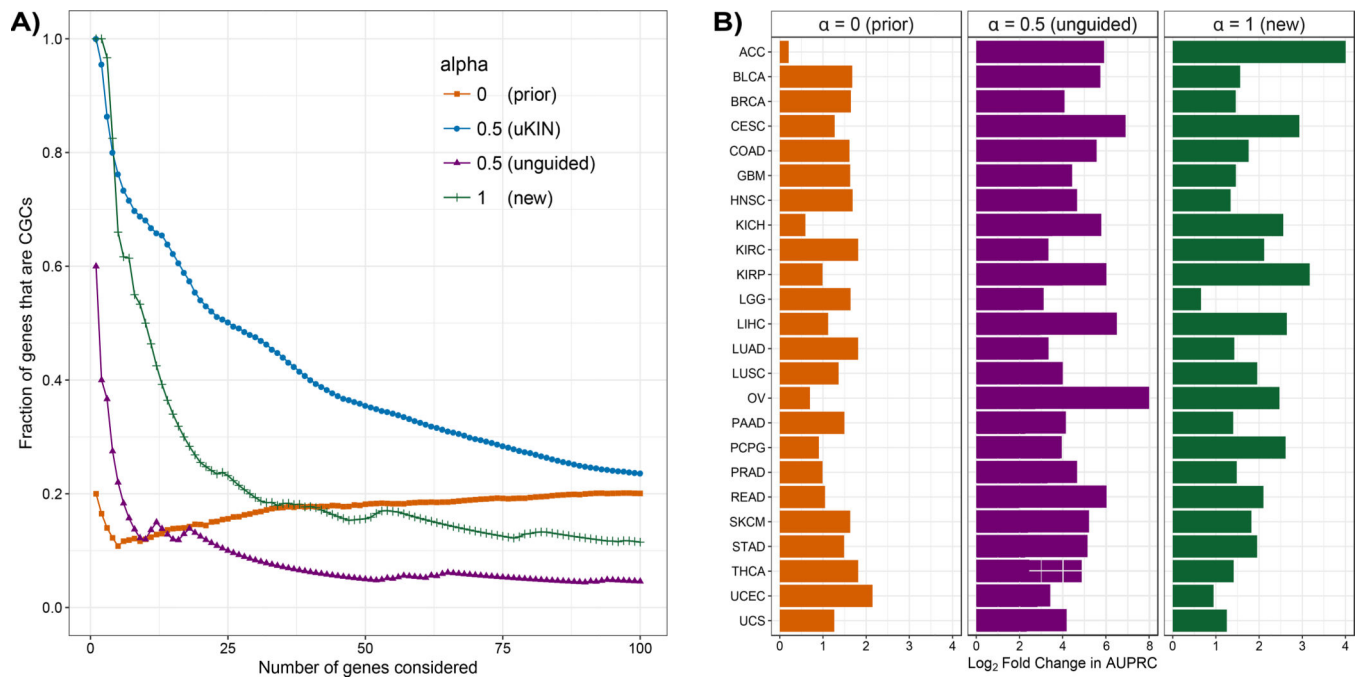 A)
alpha
0 (prior)
0.5 (uKIN)
0.5 (unguided)
1 (new)
Fraction of genes that are CGCs
1.0
0.8
0.6
0.4
0.2
0.0
0 25 50 75 100
Number of genes considered
B)
α = 0 (prior) α = 0.5 (unguided) α = 1 (new)
ACC
BLCA
BRCA
CESC
COAD
GBM
HNSC
KICH
KIRC
KIRP
LGG
LIHC
LUAD
LUSC
OV
PAAD
PCPG
PRAD
READ
SKCM
STAD
THCA
UCEC
UCS
0 1 2 3 4 0 2 4 6 8 0 1 2 3 4
Log₂ Fold Change in AUPRC